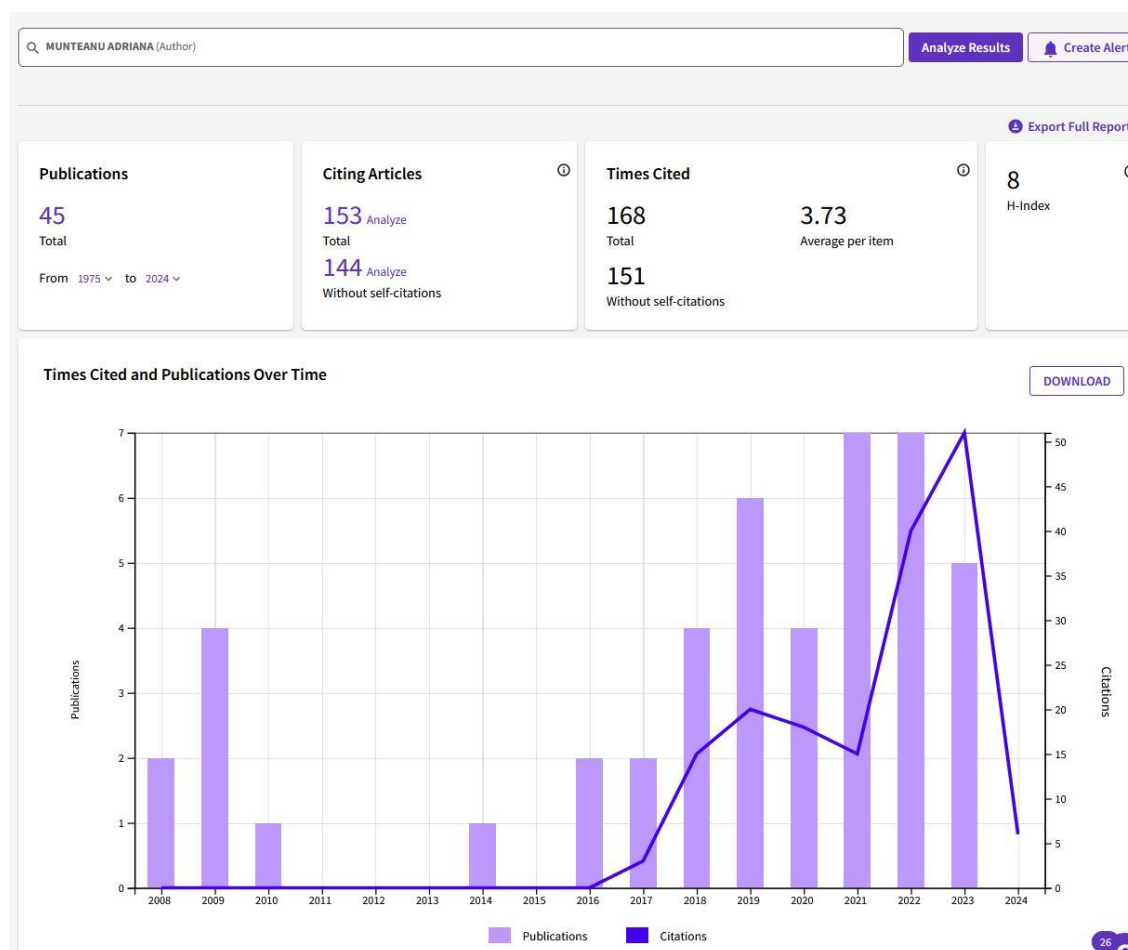 MUNTEANU ADRIANA (Author)
Analyze Results
Create Alert
Export Full Report
Publications
45
Total
From 1975 to 2024
Citing Articles
153 Analyze
Total
144 Analyze
Without self-citations
Times Cited
168
Total
151
Without self-citations
3.73
Average per item
8
H-Index
Times Cited and Publications Over Time
DOWNLOAD
Publications
7
6
5
4
3
2
1
0
50
45
40
35
30
25
20
15
10
5
0
Citations
2008 2009 2010 2011 2012 2013 2014 2015 2016 2017 2018 2019 2020 2021 2022 2023 2024
Publications Citations
26